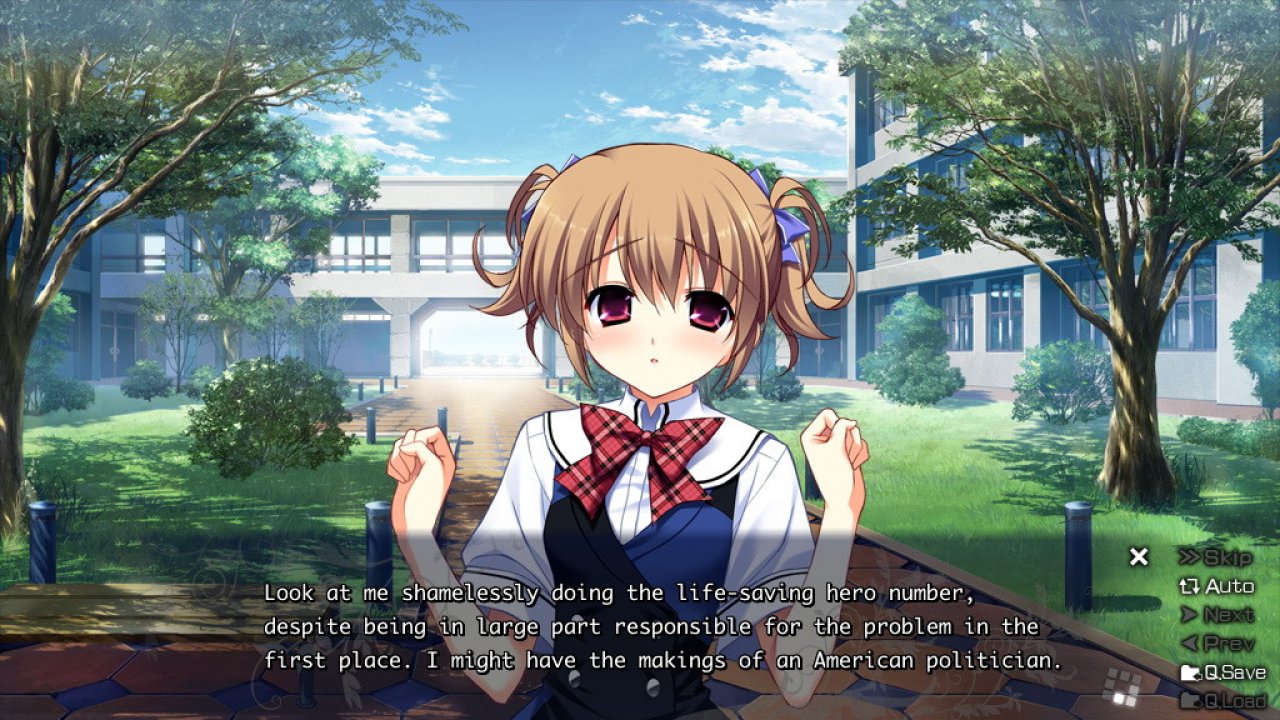 Look at me shamelessly doing the life-saving hero number,
despite being in large part responsible for the problem in the
first place. I might have the makings of an American politician.
Skip
Auto
Next
Prev
Q.Save
Q.Load